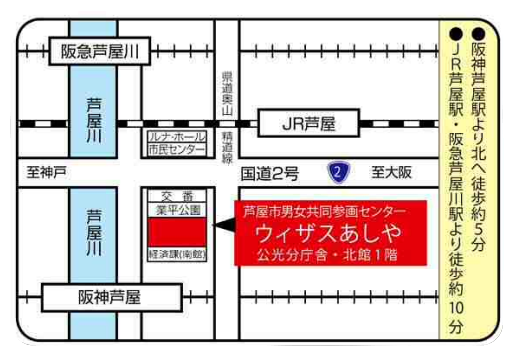 阪急芦屋川
芦屋川
県道奥山
精道線
JR芦屋
ルナ・ホール
市民センター
至神戸
国道2号
2
至大阪
交番
業平公園
経済課(南館)
芦屋川
芦屋市男女共同参画センター
ウィザスあしや
公光分庁舎・北館1階
阪神芦屋
●阪神芦屋駅より北へ徒歩約5分
●JR芦屋駅・阪急芦屋川駅より徒歩約10分